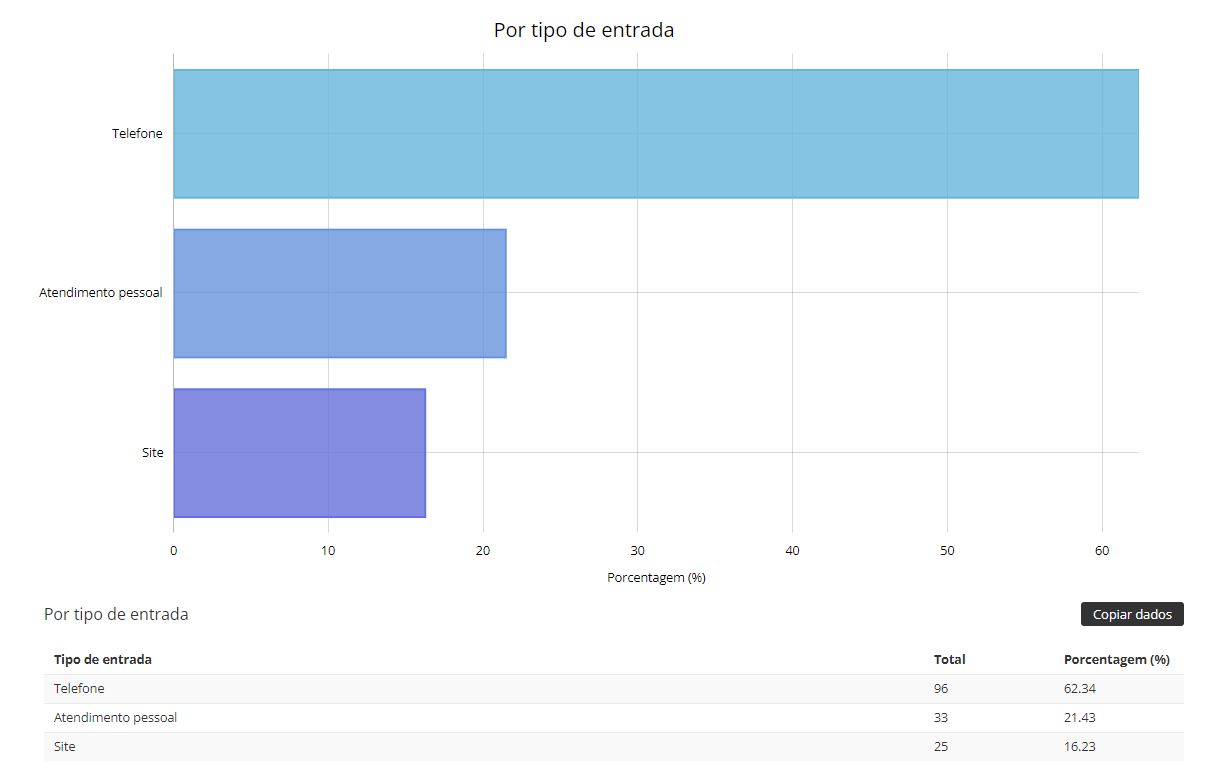 Por tipo de entrada
Telefone
Atendimento pessoal
Site
0 10 20 30 40 50 60
Porcentagem (%)
Por tipo de entrada Copiar dados
Tipo de entrada Total Porcentagem (%)
Telefone 96 62.34
Atendimento pessoal 33 21.43
Site 25 16.23